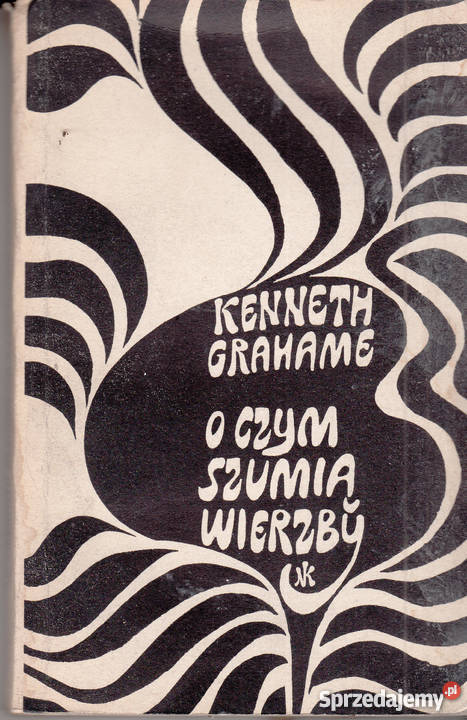 KENNETH
GRAHAME
O CZYM
SZUMIĄ
WIERZBY
NK
Sprzedajemy.pl